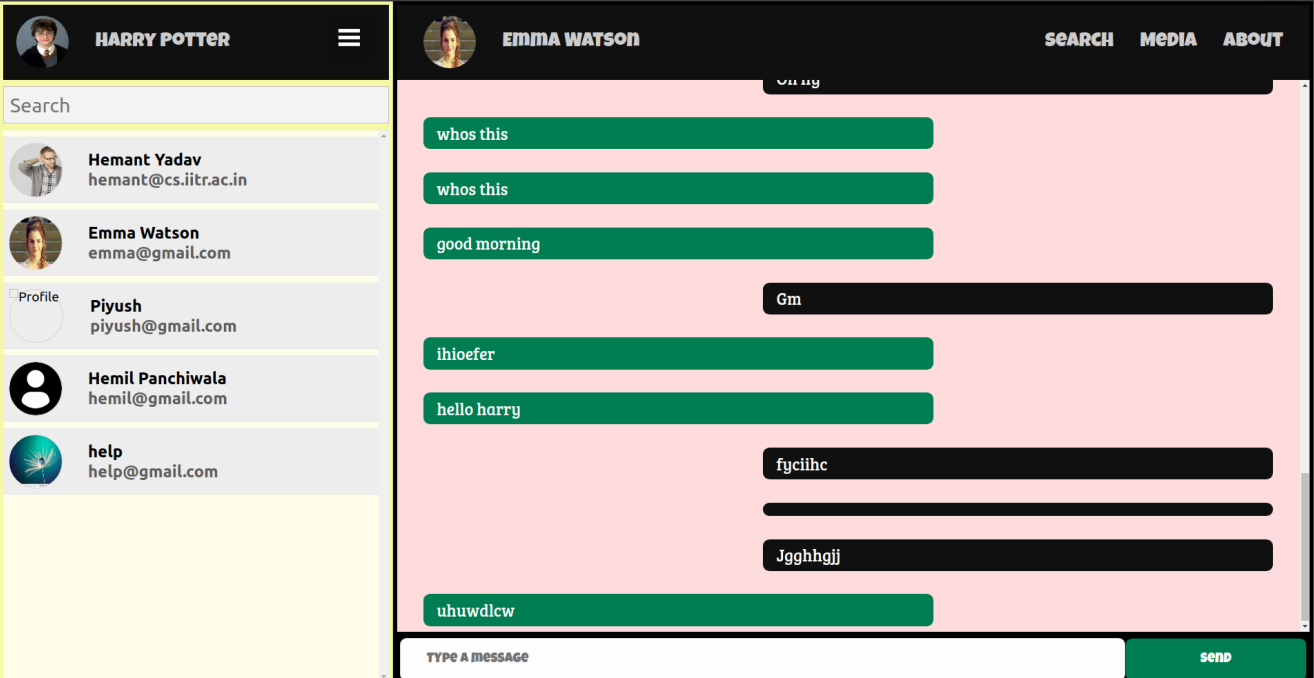 Harry Potter
Search
Hemant Yadav
hemant@cs.iitr.ac.in
Emma Watson
emma@gmail.com
Profile
Piyush
piyush@gmail.com
Hemil Panchiwala
hemil@gmail.com
help
help@gmail.com
Emma Watson
Search Media About
whos this
whos this
good morning
Gm
ihioefer
hello harry
fyciihc
Jgghhgjj
uhuwdlcw
Type a message
Send